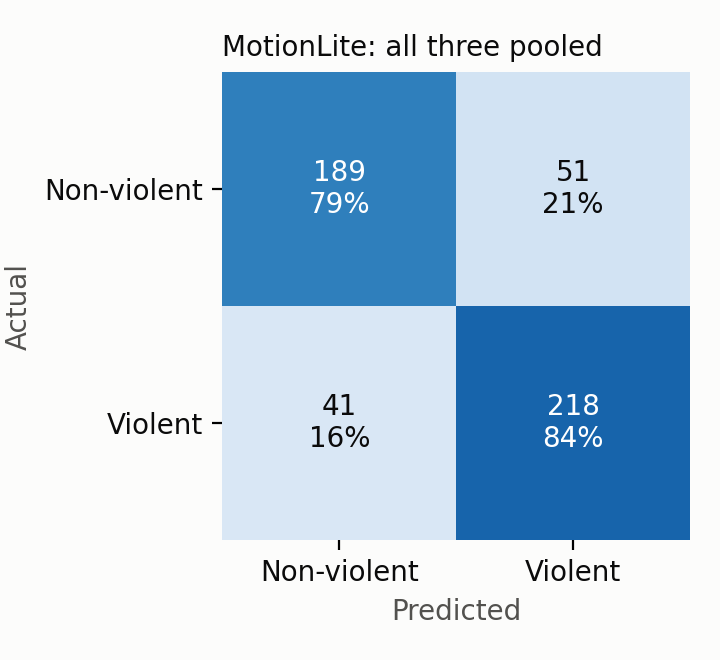 MotionLite: all three pooled
Actual
Non-violent
189
79%
51
21%
Violent
41
16%
218
84%
Non-violent
Violent
Predicted